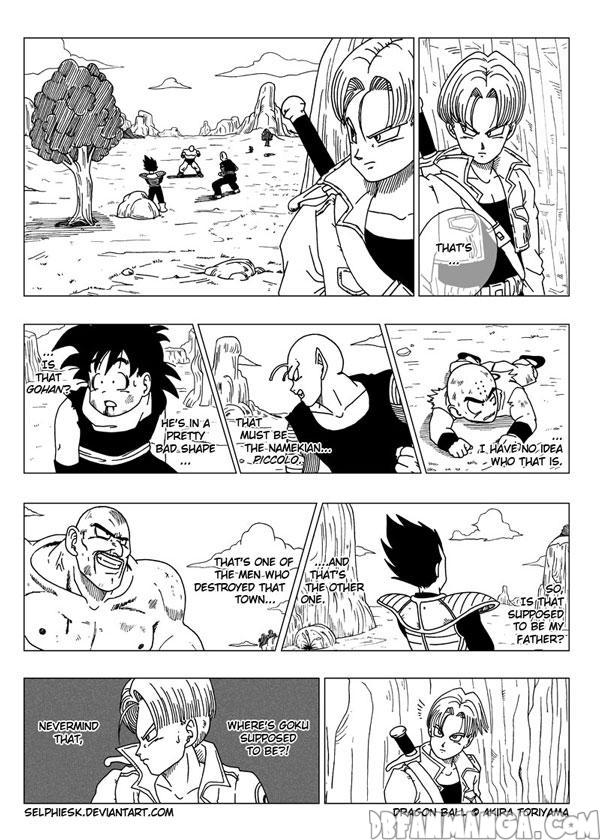 THAT'S
...
...
IS
THAT
GOHAN?
HE'S IN A
PRETTY
BAD SHAPE
...
THAT
MUST BE
THE NAMEKIAN...
PICCOLO.
...
I HAVE NO IDEA
WHO THAT IS.
THAT'S ONE OF
THE MEN WHO
DESTROYED THAT
TOWN...
....AND
THAT'S
THE OTHER
ONE.
SO,
IS THAT
SUPPOSED
TO BE MY
FATHER?
NEVERMIND
THAT,
WHERE'S GOKU
SUPPOSED
TO BE?!
SELPHIESK.DEVIANTART.COM
DRAGON BALL © AKIRA TORIYAMA
DBFANMANGA.COM